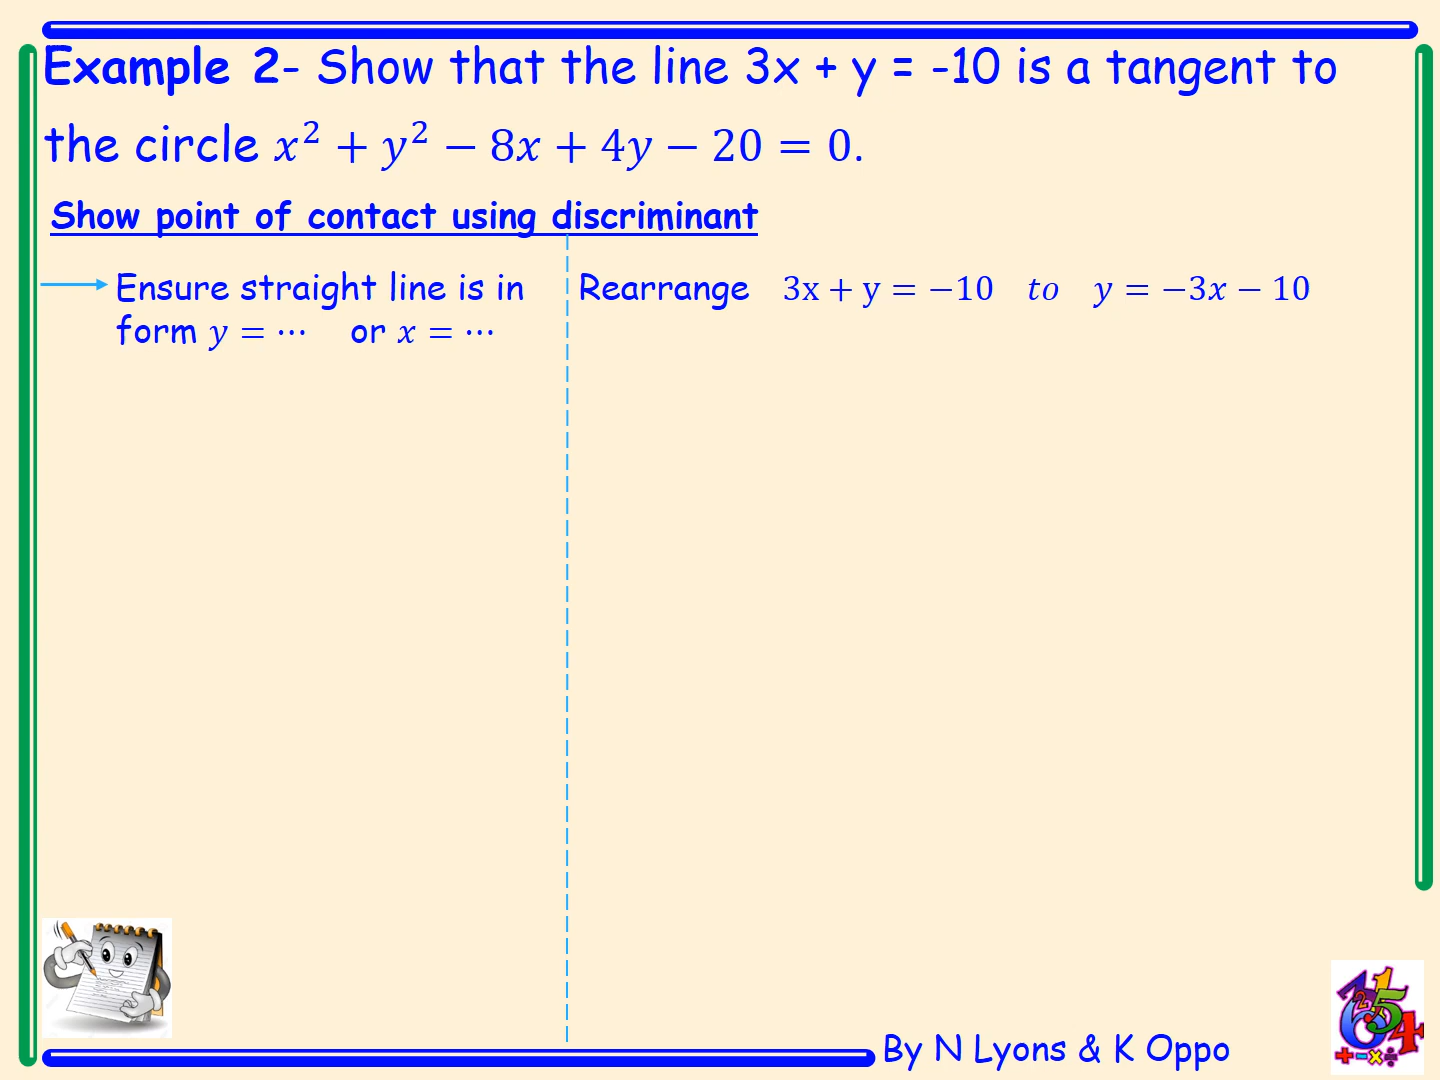 Example 2- Show that the line 3x + y = -10 is a tangent to
the circle 𝑥² + 𝑦² − 8𝑥 + 4𝑦 − 20 = 0.
Show point of contact using discriminant
Ensure straight line is in
form 𝑦 = ⋯ or 𝑥 = ⋯
Rearrange 3x + y = −10 𝑡𝑜 𝑦 = −3𝑥 − 10
By N Lyons & K Oppo